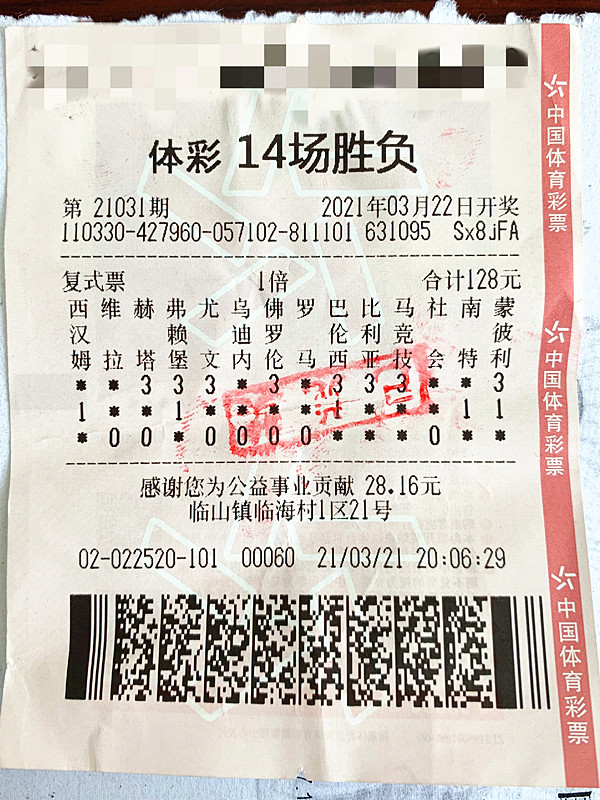 体彩 14场胜负
第 21031期 2021年03月22日开奖
110330-427960-057102-811101 631095 Sx8jFA
复式票 1倍 合计128元
西 维 赫 弗 尤 乌 佛 罗 巴 比 马 社 南 蒙
汉 赖 迪 罗 伦 利 竞 彼
姆 拉 塔 堡 文 内 伦 马 西 亚 技 会 特 利
* * 3 3 3 * 3 * 3 3 3 * * 3
1 * * 1 * * * * 1 * * * 1 1
* 0 0 * 0 0 0 0 * * * 0 * *
感谢您为公益事业贡献 28.16元
临山镇临海村1区21号
02-022520-101 00060 21/03/21 20:06:29
中国体育彩票
中国体育彩票
中国体育彩票